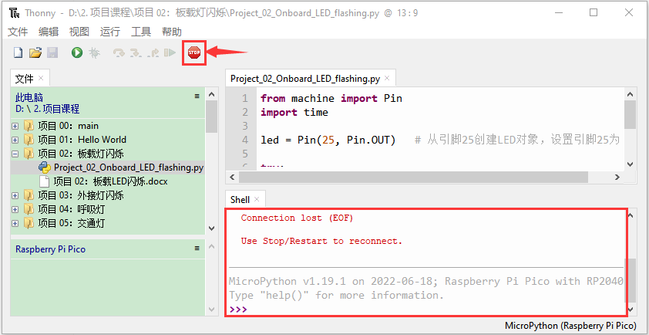 Thonny - D:\2. 项目课程\项目 02：板载灯闪烁\Project_02_Onboard_LED_flashing.py @ 13 : 9
文件 编辑 视图 运行 工具 帮助
STOP
文件
此电脑
D: \ 2. 项目课程
项目 00：main
项目 01：Hello World
项目 02：板载灯闪烁
Project_02_Onboard_LED_flashing.py
项目 02：板载LED闪烁.docx
项目 03：外接灯闪烁
项目 04：呼吸灯
项目 05：交通灯
Raspberry Pi Pico
Project_02_Onboard_LED_flashing.py
1 from machine import Pin
2 import time
3
4 led = Pin(25, Pin.OUT) # 从引脚25创建LED对象，设置引脚25为
5
Shell
Connection lost (EOF)
Use Stop/Restart to reconnect.
MicroPython v1.19.1 on 2022-06-18; Raspberry Pi Pico with RP2040
Type "help()" for more information.
>>>
MicroPython (Raspberry Pi Pico)